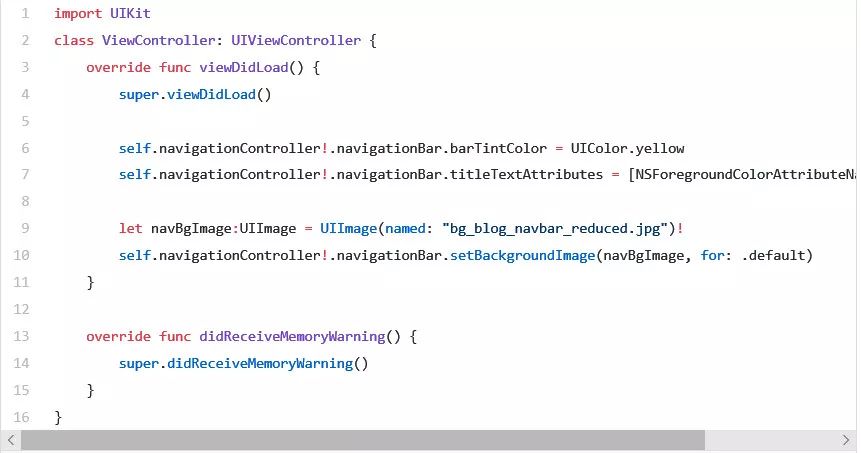 1 import UIKit
2 class ViewController: UIViewController {
3 override func viewDidLoad() {
4 super.viewDidLoad()
5
6 self.navigationController!.navigationBar.barTintColor = UIColor.yellow
7 self.navigationController!.navigationBar.titleTextAttributes = [NSForegroundColorAttributeNa
8
9 let navBgImage:UIImage = UIImage(named: "bg_blog_navbar_reduced.jpg")!
10 self.navigationController!.navigationBar.setBackgroundImage(navBgImage, for: .default)
11 }
12
13 override func didReceiveMemoryWarning() {
14 super.didReceiveMemoryWarning()
15 }
16 }